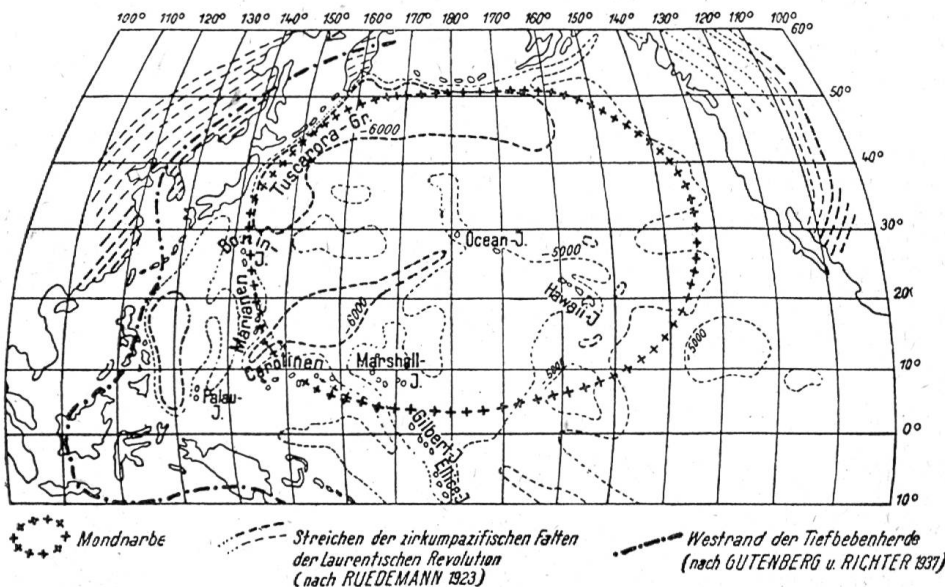 100° 110° 120° 130° 140° 150° 160° 170° 180° 170° 160° 150° 140° 130° 120° 110° 100°
60°
50°
40°
30°
20°
10°
0°
10°
-6000
Tuscarora-Gr.
Bonin-
J.
Ocean-J.
-5000
Hawaii-J.
Marianen
-6000
5000
Carolinen
Marshall-
J.
5000
Palau-
J.
Gilbert J.
Ellice J.
Mondnarbe
Streichen der zirkumpazifischen Falten
der Laurentischen Revolution
(nach RUEDEMANN 1923)
Westrand der Tiefbebenherde
(nach GUTENBERG u. RICHTER 1937)